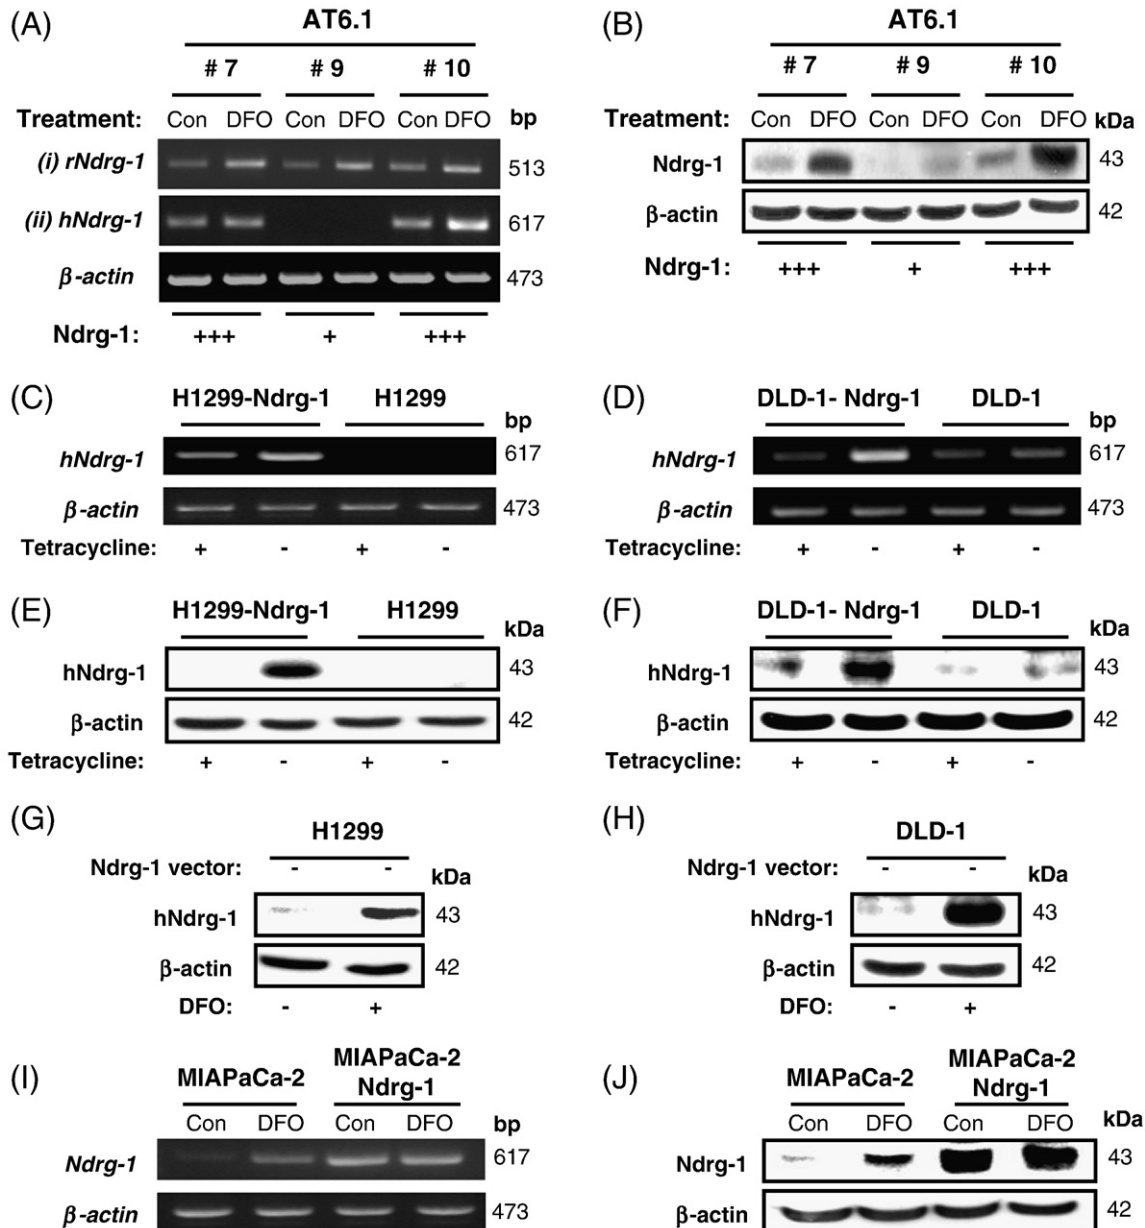 (A)
AT6.1
# 7 # 9 # 10
Treatment: Con DFO Con DFO Con DFO bp
(i) rNdrg-1 513
(ii) hNdrg-1 617
β-actin 473
Ndrg-1: +++ + +++
(B)
AT6.1
# 7 # 9 # 10
Treatment: Con DFO Con DFO Con DFO kDa
Ndrg-1 43
β-actin 42
Ndrg-1: +++ + +++
(C)
H1299-Ndrg-1 H1299
bp
hNdrg-1 617
β-actin 473
Tetracycline: + - + -
(D)
DLD-1- Ndrg-1 DLD-1
bp
hNdrg-1 617
β-actin 473
Tetracycline: + - + -
(E)
H1299-Ndrg-1 H1299
kDa
hNdrg-1 43
β-actin 42
Tetracycline: + - + -
(F)
DLD-1- Ndrg-1 DLD-1
kDa
hNdrg-1 43
β-actin 42
Tetracycline: + - + -
(G)
H1299
Ndrg-1 vector: - -
kDa
hNdrg-1 43
β-actin 42
DFO: - +
(H)
DLD-1
Ndrg-1 vector: - -
kDa
hNdrg-1 43
β-actin 42
DFO: - +
(I)
MIAPaCa-2 MIAPaCa-2
Ndrg-1
Con DFO Con DFO bp
Ndrg-1 617
β-actin 473
(J)
MIAPaCa-2 MIAPaCa-2
Ndrg-1
Con DFO Con DFO kDa
Ndrg-1 43
β-actin 42